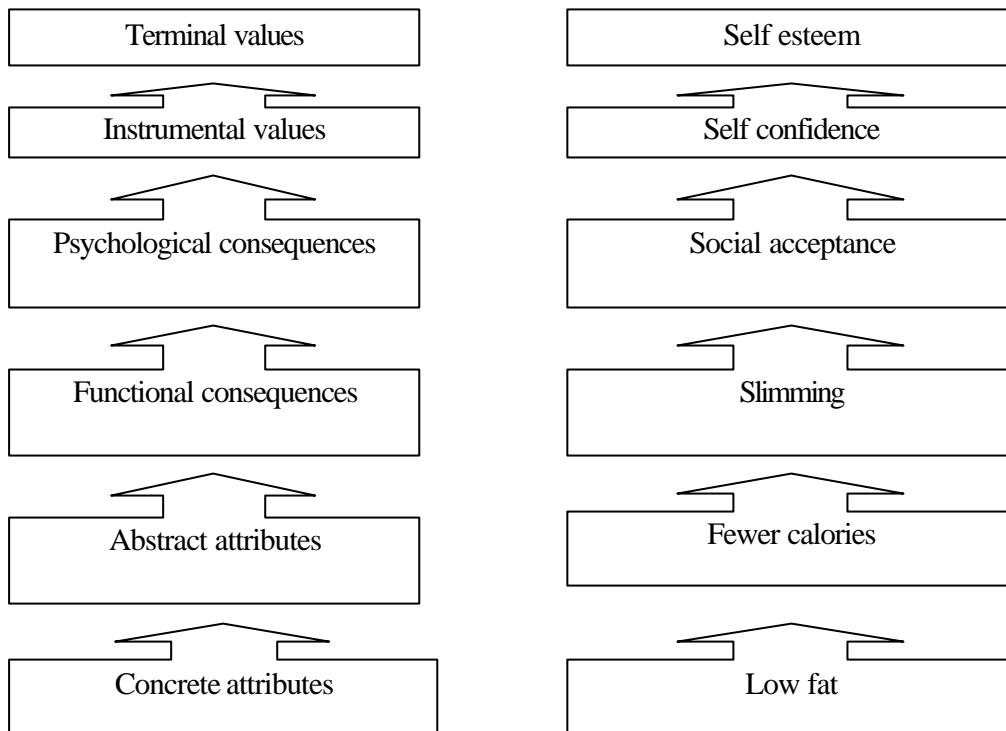 Terminal values
Self esteem
Instrumental values
Self confidence
Psychological consequences
Social acceptance
Functional consequences
Slimming
Abstract attributes
Fewer calories
Concrete attributes
Low fat